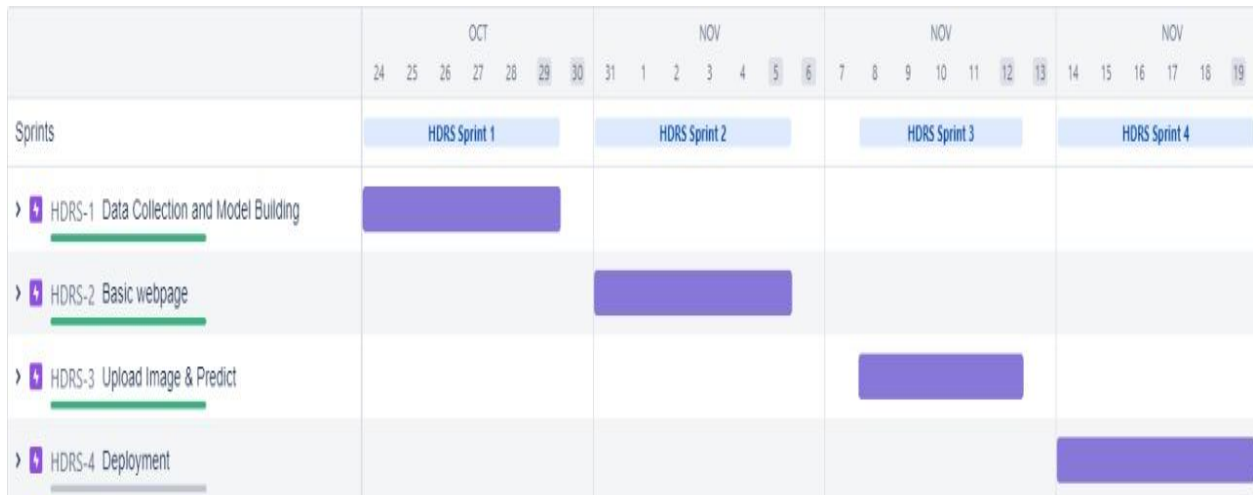 OCT NOV NOV NOV
24 25 26 27 28 29 30 31 1 2 3 4 5 6 7 8 9 10 11 12 13 14 15 16 17 18 19
Sprints HDRS Sprint 1 HDRS Sprint 2 HDRS Sprint 3 HDRS Sprint 4
HDRS-1 Data Collection and Model Building
HDRS-2 Basic webpage
HDRS-3 Upload Image & Predict
HDRS-4 Deployment